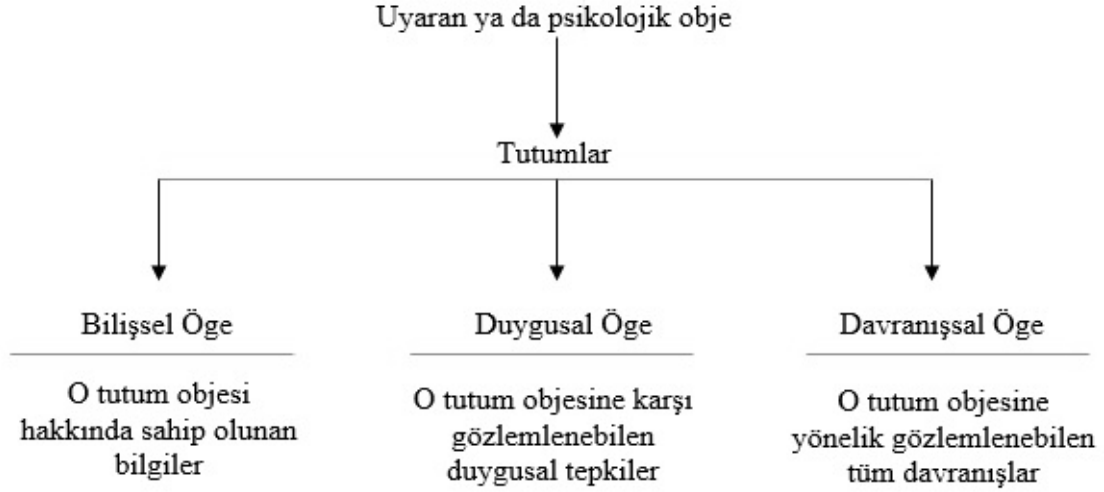 Uyaran ya da psikolojik obje
Tutumlar
Bilişsel Öge
O tutum objesi
hakkında sahip olunan
bilgiler
Duygusal Öge
O tutum objesine karşı
gözlemlenebilen
duygusal tepkiler
Davranışsal Öge
O tutum objesine
yönelik gözlemlenebilen
tüm davranışlar